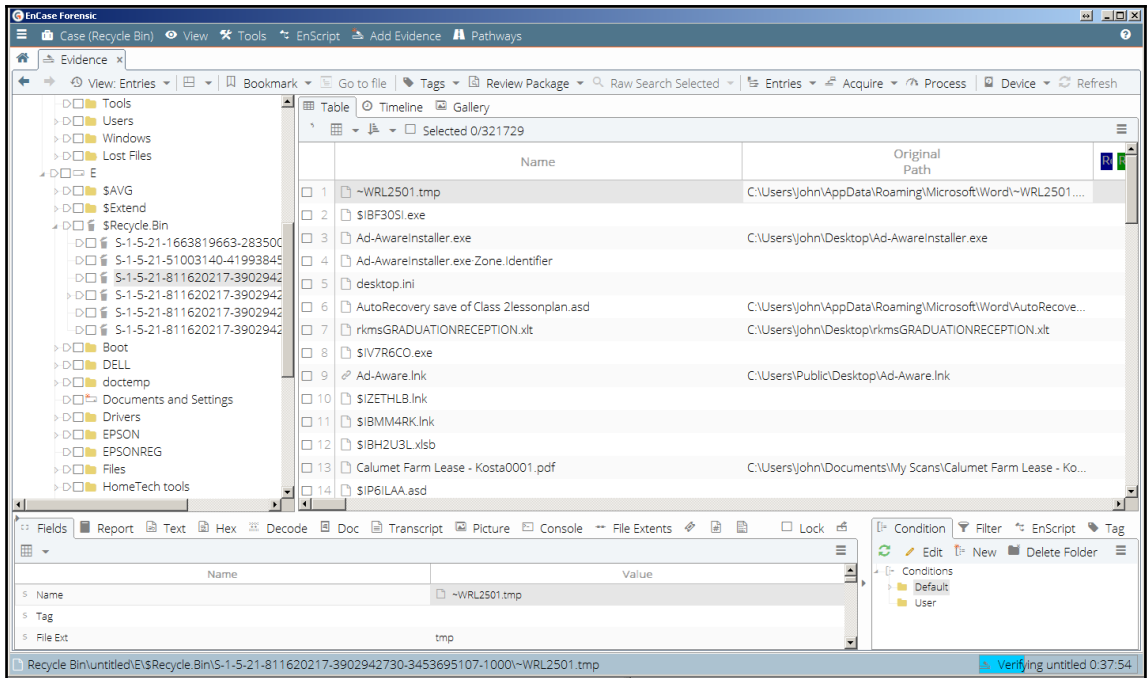 EnCase Forensic
Case (Recycle Bin) View Tools EnScript Add Evidence Pathways
Evidence x
View: Entries Bookmark Go to file Tags Review Package Raw Search Selected Entries Acquire Process Device Refresh
Tools
Users
Windows
Lost Files
E
$AVG
$Extend
$Recycle.Bin
S-1-5-21-1663819663-283500
S-1-5-21-51003140-41993845
S-1-5-21-811620217-3902942
S-1-5-21-811620217-3902942
S-1-5-21-811620217-3902942
S-1-5-21-811620217-3902942
Boot
DELL
doctemp
Documents and Settings
Drivers
EPSON
EPSONREG
Files
HomeTech tools
Table Timeline Gallery
Selected 0/321729
Name Original Path
1 ~WRL2501.tmp C:\Users\John\AppData\Roaming\Microsoft\Word\~WRL2501....
2 $IBF30SI.exe
3 Ad-AwareInstaller.exe C:\Users\John\Desktop\Ad-AwareInstaller.exe
4 Ad-AwareInstaller.exe·Zone.Identifier
5 desktop.ini
6 AutoRecovery save of Class 2lessonplan.asd C:\Users\John\AppData\Roaming\Microsoft\Word\AutoRecove...
7 rkmsGRADUATIONRECEPTION.xlt C:\Users\John\Desktop\rkmsGRADUATIONRECEPTION.xlt
8 $IV7R6CO.exe
9 Ad-Aware.lnk C:\Users\Public\Desktop\Ad-Aware.lnk
10 $IZETHLB.lnk
11 $IBMM4RK.lnk
12 $IBH2U3L.xlsb
13 Calumet Farm Lease - Kosta0001.pdf C:\Users\John\Documents\My Scans\Calumet Farm Lease - Ko...
14 $IP6ILAA.asd
Fields Report Text Hex Decode Doc Transcript Picture Console File Extents Lock
Name Value
S Name ~WRL2501.tmp
S Tag
S File Ext tmp
Condition Filter EnScript Tag
Edit New Delete Folder
Conditions
Default
User
Recycle Bin\untitled\E\$Recycle.Bin\S-1-5-21-811620217-3902942730-3453695107-1000\~WRL2501.tmp
Verifying untitled 0:37:54